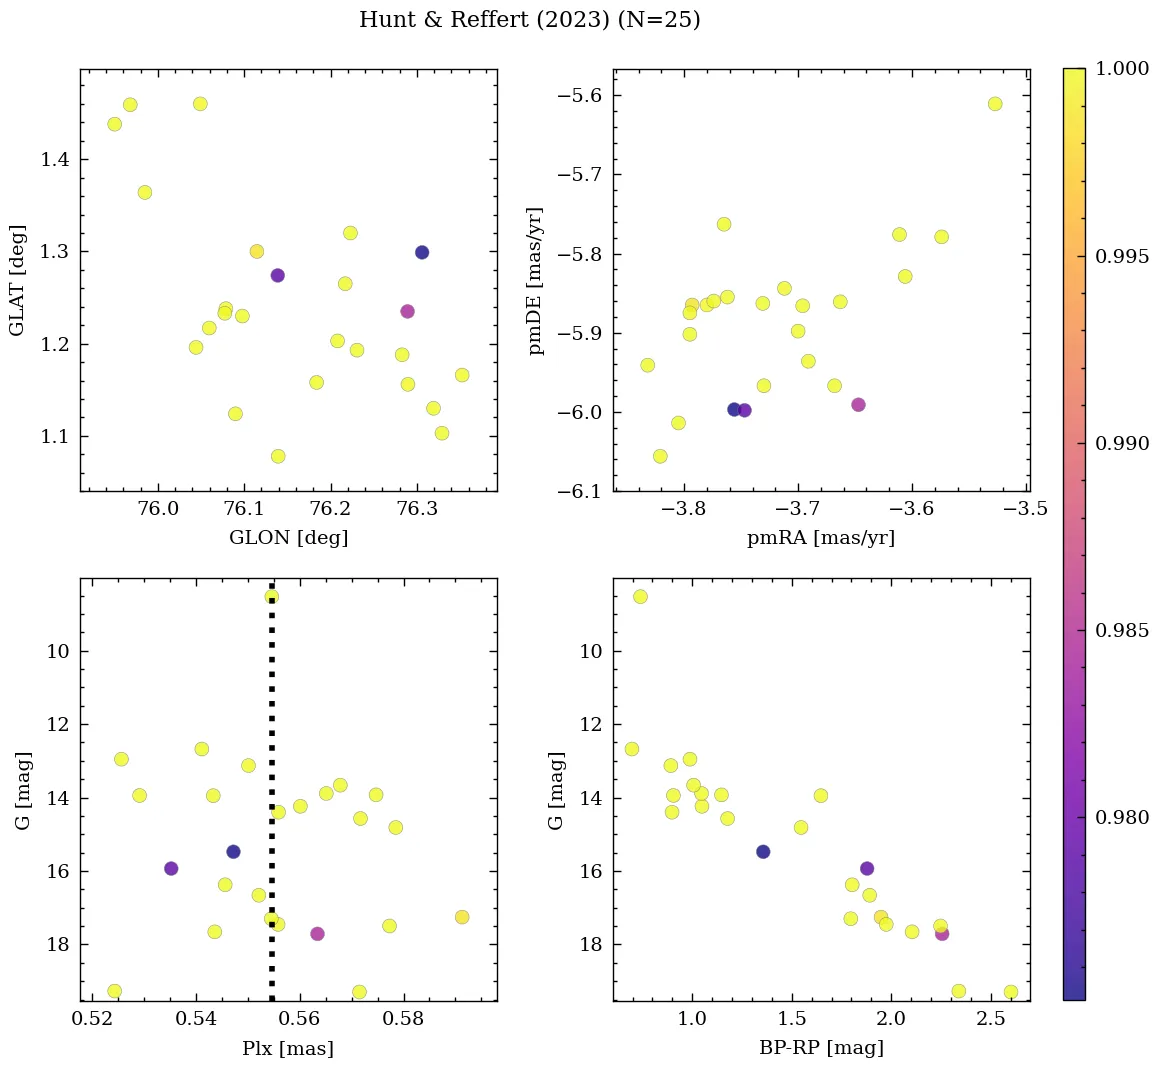 Hunt & Reffert (2023) (N=25)
GLAT [deg]
1.4
1.3
1.2
1.1
76.0 76.1 76.2 76.3
GLON [deg]
pmDE [mas/yr]
−5.6
−5.7
−5.8
−5.9
−6.0
−6.1
−3.8 −3.7 −3.6 −3.5
pmRA [mas/yr]
1.000
0.995
0.990
0.985
0.980
G [mag]
10
12
14
16
18
0.52 0.54 0.56 0.58
Plx [mas]
G [mag]
10
12
14
16
18
1.0 1.5 2.0 2.5
BP-RP [mag]